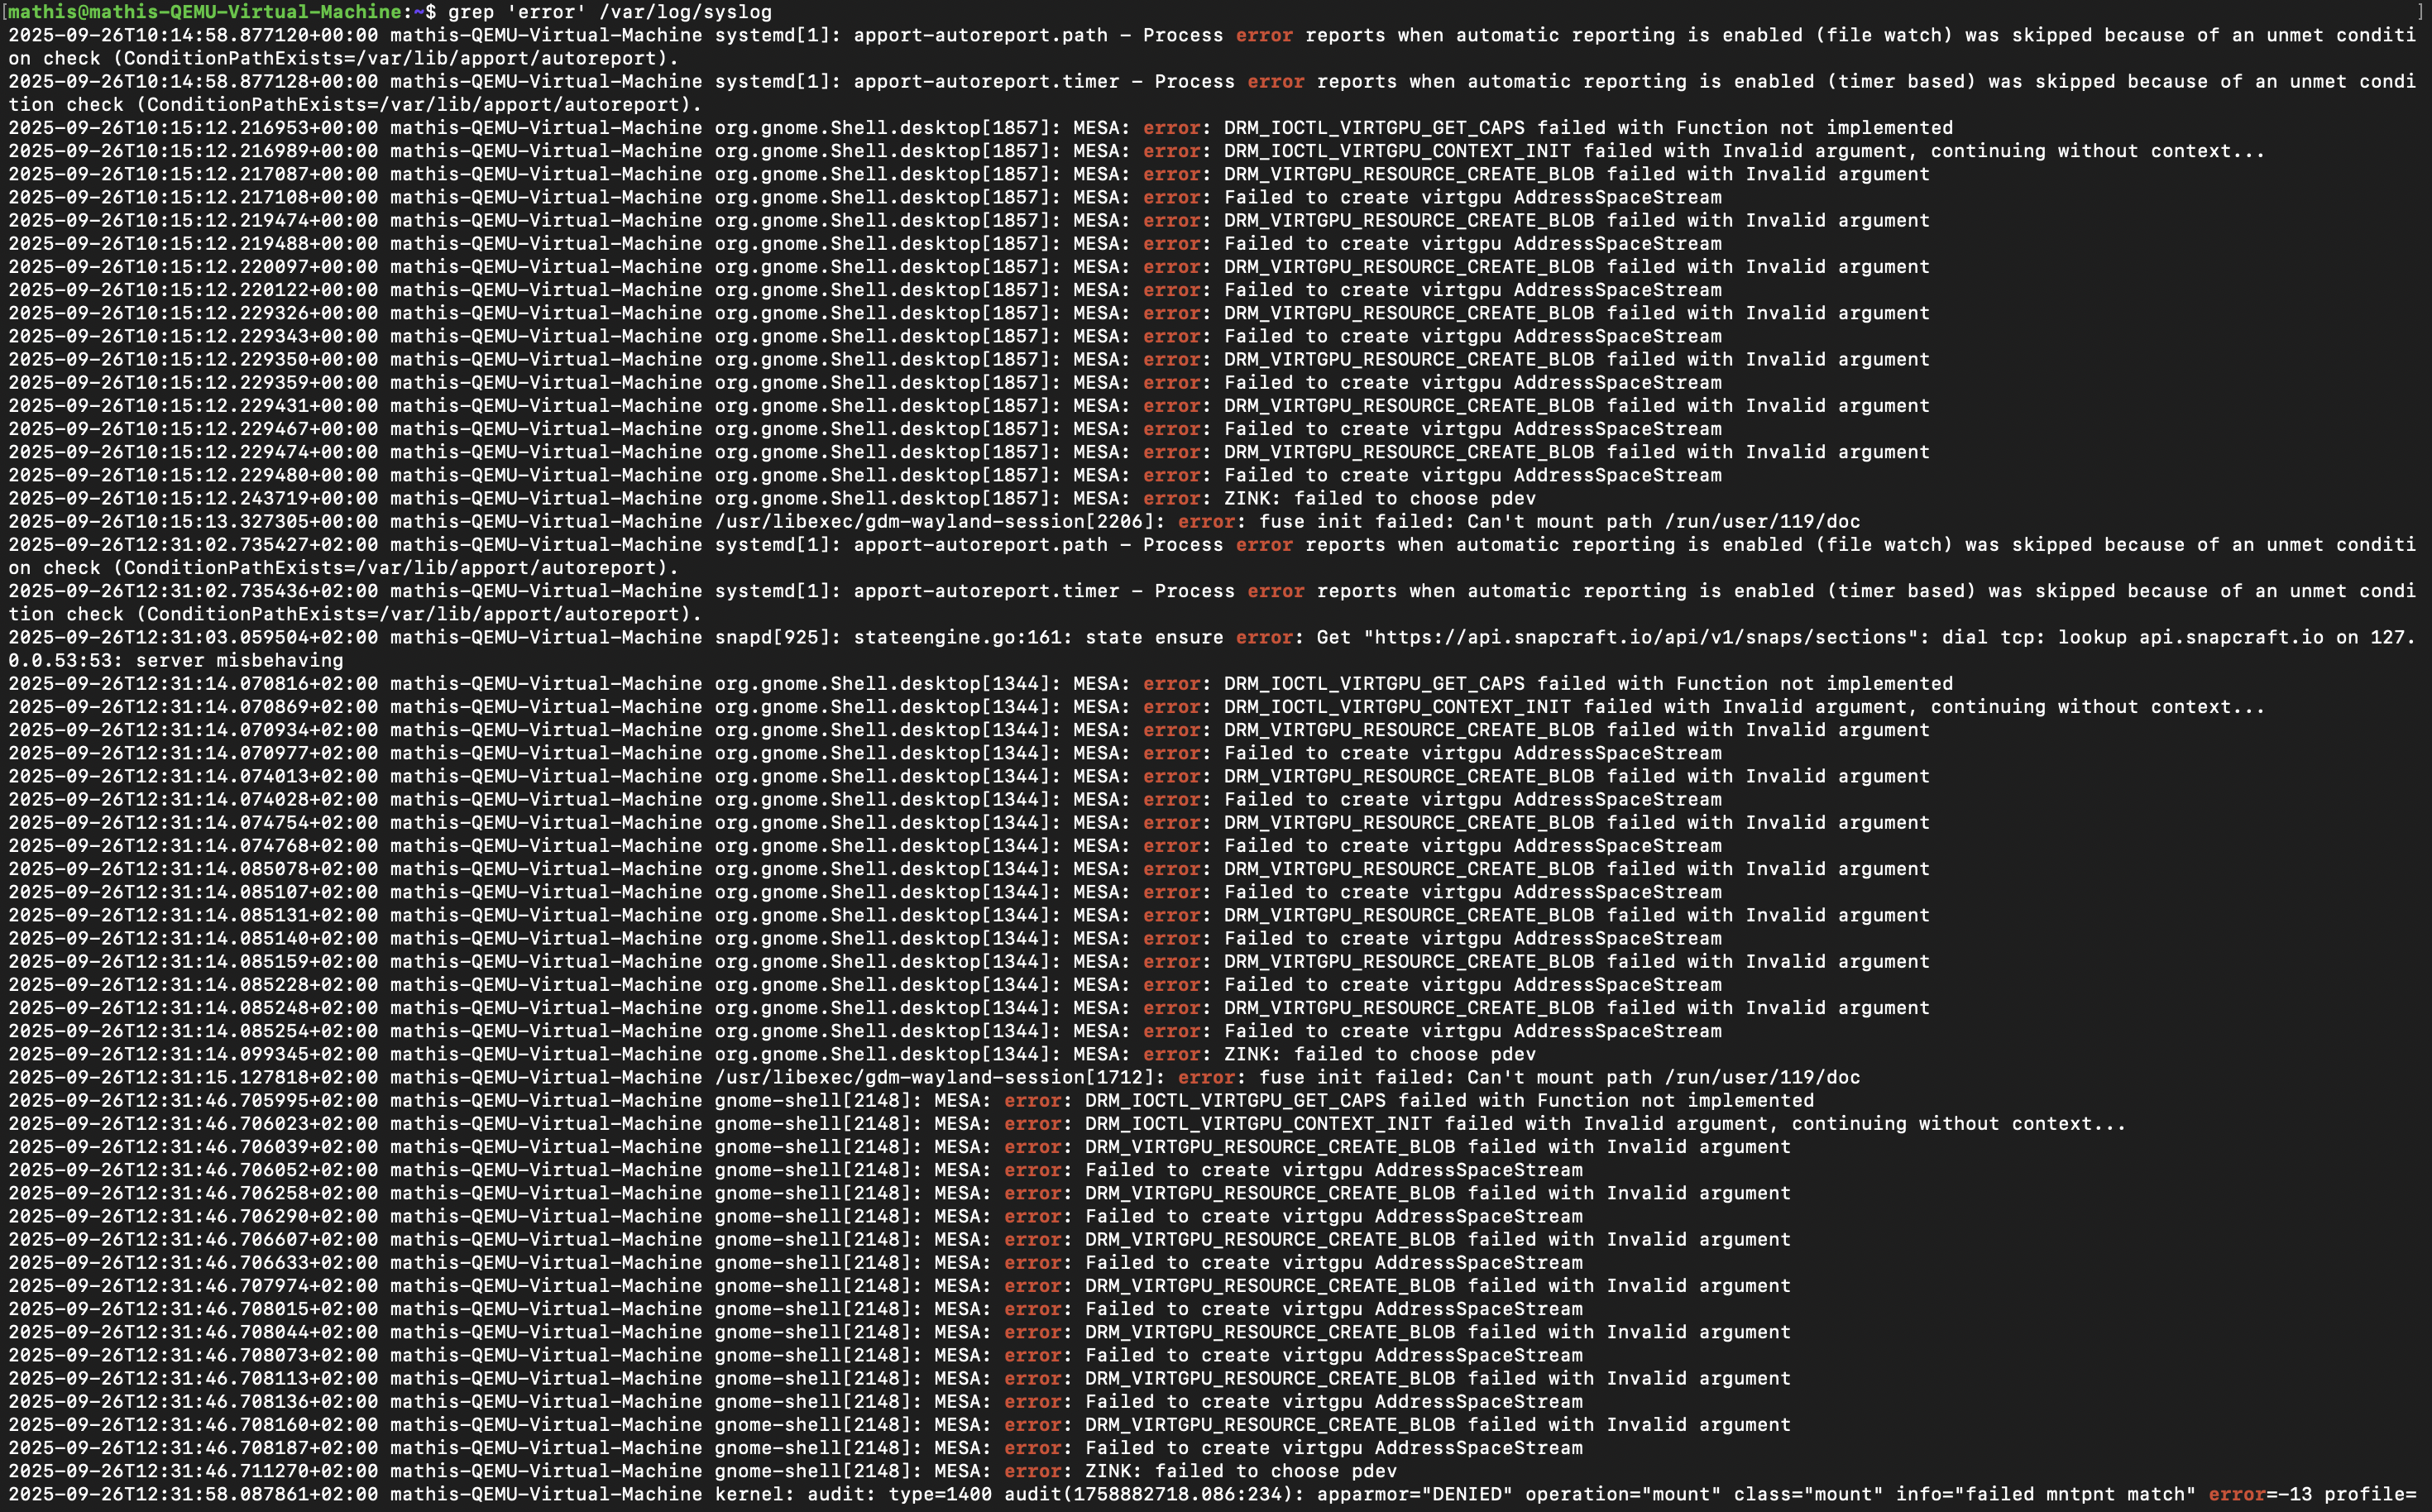 [mathis@mathis-QEMU-Virtual-Machine:~$ grep 'error' /var/log/syslog ]
2025-09-26T10:14:58.877120+00:00 mathis-QEMU-Virtual-Machine systemd[1]: apport-autoreport.path - Process error reports when automatic reporting is enabled (file watch) was skipped because of an unmet conditi
on check (ConditionPathExists=/var/lib/apport/autoreport).
2025-09-26T10:14:58.877128+00:00 mathis-QEMU-Virtual-Machine systemd[1]: apport-autoreport.timer - Process error reports when automatic reporting is enabled (timer based) was skipped because of an unmet condi
tion check (ConditionPathExists=/var/lib/apport/autoreport).
2025-09-26T10:15:12.216953+00:00 mathis-QEMU-Virtual-Machine org.gnome.Shell.desktop[1857]: MESA: error: DRM_IOCTL_VIRTGPU_GET_CAPS failed with Function not implemented
2025-09-26T10:15:12.216989+00:00 mathis-QEMU-Virtual-Machine org.gnome.Shell.desktop[1857]: MESA: error: DRM_IOCTL_VIRTGPU_CONTEXT_INIT failed with Invalid argument, continuing without context...
2025-09-26T10:15:12.217087+00:00 mathis-QEMU-Virtual-Machine org.gnome.Shell.desktop[1857]: MESA: error: DRM_VIRTGPU_RESOURCE_CREATE_BLOB failed with Invalid argument
2025-09-26T10:15:12.217108+00:00 mathis-QEMU-Virtual-Machine org.gnome.Shell.desktop[1857]: MESA: error: Failed to create virtgpu AddressSpaceStream
2025-09-26T10:15:12.219474+00:00 mathis-QEMU-Virtual-Machine org.gnome.Shell.desktop[1857]: MESA: error: DRM_VIRTGPU_RESOURCE_CREATE_BLOB failed with Invalid argument
2025-09-26T10:15:12.219488+00:00 mathis-QEMU-Virtual-Machine org.gnome.Shell.desktop[1857]: MESA: error: Failed to create virtgpu AddressSpaceStream
2025-09-26T10:15:12.220097+00:00 mathis-QEMU-Virtual-Machine org.gnome.Shell.desktop[1857]: MESA: error: DRM_VIRTGPU_RESOURCE_CREATE_BLOB failed with Invalid argument
2025-09-26T10:15:12.220122+00:00 mathis-QEMU-Virtual-Machine org.gnome.Shell.desktop[1857]: MESA: error: Failed to create virtgpu AddressSpaceStream
2025-09-26T10:15:12.229326+00:00 mathis-QEMU-Virtual-Machine org.gnome.Shell.desktop[1857]: MESA: error: DRM_VIRTGPU_RESOURCE_CREATE_BLOB failed with Invalid argument
2025-09-26T10:15:12.229343+00:00 mathis-QEMU-Virtual-Machine org.gnome.Shell.desktop[1857]: MESA: error: Failed to create virtgpu AddressSpaceStream
2025-09-26T10:15:12.229350+00:00 mathis-QEMU-Virtual-Machine org.gnome.Shell.desktop[1857]: MESA: error: DRM_VIRTGPU_RESOURCE_CREATE_BLOB failed with Invalid argument
2025-09-26T10:15:12.229359+00:00 mathis-QEMU-Virtual-Machine org.gnome.Shell.desktop[1857]: MESA: error: Failed to create virtgpu AddressSpaceStream
2025-09-26T10:15:12.229431+00:00 mathis-QEMU-Virtual-Machine org.gnome.Shell.desktop[1857]: MESA: error: DRM_VIRTGPU_RESOURCE_CREATE_BLOB failed with Invalid argument
2025-09-26T10:15:12.229467+00:00 mathis-QEMU-Virtual-Machine org.gnome.Shell.desktop[1857]: MESA: error: Failed to create virtgpu AddressSpaceStream
2025-09-26T10:15:12.229474+00:00 mathis-QEMU-Virtual-Machine org.gnome.Shell.desktop[1857]: MESA: error: DRM_VIRTGPU_RESOURCE_CREATE_BLOB failed with Invalid argument
2025-09-26T10:15:12.229480+00:00 mathis-QEMU-Virtual-Machine org.gnome.Shell.desktop[1857]: MESA: error: Failed to create virtgpu AddressSpaceStream
2025-09-26T10:15:12.243719+00:00 mathis-QEMU-Virtual-Machine org.gnome.Shell.desktop[1857]: MESA: error: ZINK: failed to choose pdev
2025-09-26T10:15:13.327305+00:00 mathis-QEMU-Virtual-Machine /usr/libexec/gdm-wayland-session[2206]: error: fuse init failed: Can't mount path /run/user/119/doc
2025-09-26T12:31:02.735427+02:00 mathis-QEMU-Virtual-Machine systemd[1]: apport-autoreport.path - Process error reports when automatic reporting is enabled (file watch) was skipped because of an unmet conditi
on check (ConditionPathExists=/var/lib/apport/autoreport).
2025-09-26T12:31:02.735436+02:00 mathis-QEMU-Virtual-Machine systemd[1]: apport-autoreport.timer - Process error reports when automatic reporting is enabled (timer based) was skipped because of an unmet condi
tion check (ConditionPathExists=/var/lib/apport/autoreport).
2025-09-26T12:31:03.059504+02:00 mathis-QEMU-Virtual-Machine snapd[925]: stateengine.go:161: state ensure error: Get "https://api.snapcraft.io/api/v1/snaps/sections": dial tcp: lookup api.snapcraft.io on 127.
0.0.53:53: server misbehaving
2025-09-26T12:31:14.070816+02:00 mathis-QEMU-Virtual-Machine org.gnome.Shell.desktop[1344]: MESA: error: DRM_IOCTL_VIRTGPU_GET_CAPS failed with Function not implemented
2025-09-26T12:31:14.070869+02:00 mathis-QEMU-Virtual-Machine org.gnome.Shell.desktop[1344]: MESA: error: DRM_IOCTL_VIRTGPU_CONTEXT_INIT failed with Invalid argument, continuing without context...
2025-09-26T12:31:14.070934+02:00 mathis-QEMU-Virtual-Machine org.gnome.Shell.desktop[1344]: MESA: error: DRM_VIRTGPU_RESOURCE_CREATE_BLOB failed with Invalid argument
2025-09-26T12:31:14.070977+02:00 mathis-QEMU-Virtual-Machine org.gnome.Shell.desktop[1344]: MESA: error: Failed to create virtgpu AddressSpaceStream
2025-09-26T12:31:14.074013+02:00 mathis-QEMU-Virtual-Machine org.gnome.Shell.desktop[1344]: MESA: error: DRM_VIRTGPU_RESOURCE_CREATE_BLOB failed with Invalid argument
2025-09-26T12:31:14.074028+02:00 mathis-QEMU-Virtual-Machine org.gnome.Shell.desktop[1344]: MESA: error: Failed to create virtgpu AddressSpaceStream
2025-09-26T12:31:14.074754+02:00 mathis-QEMU-Virtual-Machine org.gnome.Shell.desktop[1344]: MESA: error: DRM_VIRTGPU_RESOURCE_CREATE_BLOB failed with Invalid argument
2025-09-26T12:31:14.074768+02:00 mathis-QEMU-Virtual-Machine org.gnome.Shell.desktop[1344]: MESA: error: Failed to create virtgpu AddressSpaceStream
2025-09-26T12:31:14.085078+02:00 mathis-QEMU-Virtual-Machine org.gnome.Shell.desktop[1344]: MESA: error: DRM_VIRTGPU_RESOURCE_CREATE_BLOB failed with Invalid argument
2025-09-26T12:31:14.085107+02:00 mathis-QEMU-Virtual-Machine org.gnome.Shell.desktop[1344]: MESA: error: Failed to create virtgpu AddressSpaceStream
2025-09-26T12:31:14.085131+02:00 mathis-QEMU-Virtual-Machine org.gnome.Shell.desktop[1344]: MESA: error: DRM_VIRTGPU_RESOURCE_CREATE_BLOB failed with Invalid argument
2025-09-26T12:31:14.085140+02:00 mathis-QEMU-Virtual-Machine org.gnome.Shell.desktop[1344]: MESA: error: Failed to create virtgpu AddressSpaceStream
2025-09-26T12:31:14.085159+02:00 mathis-QEMU-Virtual-Machine org.gnome.Shell.desktop[1344]: MESA: error: DRM_VIRTGPU_RESOURCE_CREATE_BLOB failed with Invalid argument
2025-09-26T12:31:14.085228+02:00 mathis-QEMU-Virtual-Machine org.gnome.Shell.desktop[1344]: MESA: error: Failed to create virtgpu AddressSpaceStream
2025-09-26T12:31:14.085248+02:00 mathis-QEMU-Virtual-Machine org.gnome.Shell.desktop[1344]: MESA: error: DRM_VIRTGPU_RESOURCE_CREATE_BLOB failed with Invalid argument
2025-09-26T12:31:14.085254+02:00 mathis-QEMU-Virtual-Machine org.gnome.Shell.desktop[1344]: MESA: error: Failed to create virtgpu AddressSpaceStream
2025-09-26T12:31:14.099345+02:00 mathis-QEMU-Virtual-Machine org.gnome.Shell.desktop[1344]: MESA: error: ZINK: failed to choose pdev
2025-09-26T12:31:15.127818+02:00 mathis-QEMU-Virtual-Machine /usr/libexec/gdm-wayland-session[1712]: error: fuse init failed: Can't mount path /run/user/119/doc
2025-09-26T12:31:46.705995+02:00 mathis-QEMU-Virtual-Machine gnome-shell[2148]: MESA: error: DRM_IOCTL_VIRTGPU_GET_CAPS failed with Function not implemented
2025-09-26T12:31:46.706023+02:00 mathis-QEMU-Virtual-Machine gnome-shell[2148]: MESA: error: DRM_IOCTL_VIRTGPU_CONTEXT_INIT failed with Invalid argument, continuing without context...
2025-09-26T12:31:46.706039+02:00 mathis-QEMU-Virtual-Machine gnome-shell[2148]: MESA: error: DRM_VIRTGPU_RESOURCE_CREATE_BLOB failed with Invalid argument
2025-09-26T12:31:46.706052+02:00 mathis-QEMU-Virtual-Machine gnome-shell[2148]: MESA: error: Failed to create virtgpu AddressSpaceStream
2025-09-26T12:31:46.706258+02:00 mathis-QEMU-Virtual-Machine gnome-shell[2148]: MESA: error: DRM_VIRTGPU_RESOURCE_CREATE_BLOB failed with Invalid argument
2025-09-26T12:31:46.706290+02:00 mathis-QEMU-Virtual-Machine gnome-shell[2148]: MESA: error: Failed to create virtgpu AddressSpaceStream
2025-09-26T12:31:46.706607+02:00 mathis-QEMU-Virtual-Machine gnome-shell[2148]: MESA: error: DRM_VIRTGPU_RESOURCE_CREATE_BLOB failed with Invalid argument
2025-09-26T12:31:46.706633+02:00 mathis-QEMU-Virtual-Machine gnome-shell[2148]: MESA: error: Failed to create virtgpu AddressSpaceStream
2025-09-26T12:31:46.707974+02:00 mathis-QEMU-Virtual-Machine gnome-shell[2148]: MESA: error: DRM_VIRTGPU_RESOURCE_CREATE_BLOB failed with Invalid argument
2025-09-26T12:31:46.708015+02:00 mathis-QEMU-Virtual-Machine gnome-shell[2148]: MESA: error: Failed to create virtgpu AddressSpaceStream
2025-09-26T12:31:46.708044+02:00 mathis-QEMU-Virtual-Machine gnome-shell[2148]: MESA: error: DRM_VIRTGPU_RESOURCE_CREATE_BLOB failed with Invalid argument
2025-09-26T12:31:46.708073+02:00 mathis-QEMU-Virtual-Machine gnome-shell[2148]: MESA: error: Failed to create virtgpu AddressSpaceStream
2025-09-26T12:31:46.708113+02:00 mathis-QEMU-Virtual-Machine gnome-shell[2148]: MESA: error: DRM_VIRTGPU_RESOURCE_CREATE_BLOB failed with Invalid argument
2025-09-26T12:31:46.708136+02:00 mathis-QEMU-Virtual-Machine gnome-shell[2148]: MESA: error: Failed to create virtgpu AddressSpaceStream
2025-09-26T12:31:46.708160+02:00 mathis-QEMU-Virtual-Machine gnome-shell[2148]: MESA: error: DRM_VIRTGPU_RESOURCE_CREATE_BLOB failed with Invalid argument
2025-09-26T12:31:46.708187+02:00 mathis-QEMU-Virtual-Machine gnome-shell[2148]: MESA: error: Failed to create virtgpu AddressSpaceStream
2025-09-26T12:31:46.711270+02:00 mathis-QEMU-Virtual-Machine gnome-shell[2148]: MESA: error: ZINK: failed to choose pdev
2025-09-26T12:31:58.087861+02:00 mathis-QEMU-Virtual-Machine kernel: audit: type=1400 audit(1758882718.086:234): apparmor="DENIED" operation="mount" class="mount" info="failed mntpnt match" error=-13 profile=